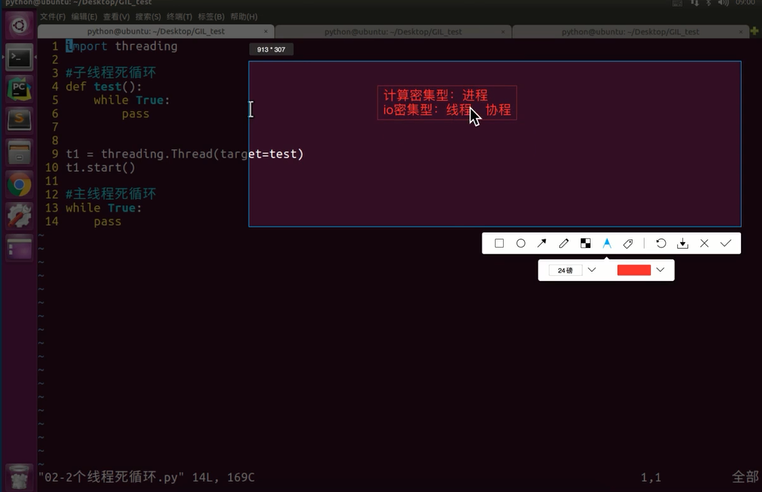 python@ubuntu: ~/Desktop/GIL_test
09:00
文件(F) 编辑(E) 查看(V) 搜索(S) 终端(T) 标签(B) 帮助(H)
python@ubuntu: ~/Desktop/GIL_test × python@ubuntu: ~/Desktop/GIL_test × python@ubuntu: ~/Desktop/GIL_test ×
913 * 307
1 import threading
2
3 #子线程死循环
4 def test():
5 while True:
6 pass
7
8
9 t1 = threading.Thread(target=test)
10 t1.start()
11
12 #主线程死循环
13 while True:
14 pass
计算密集型：进程
io密集型：线程、协程
24 磅
"02-2个线程死循环.py" 14L, 169C 1,1 全部